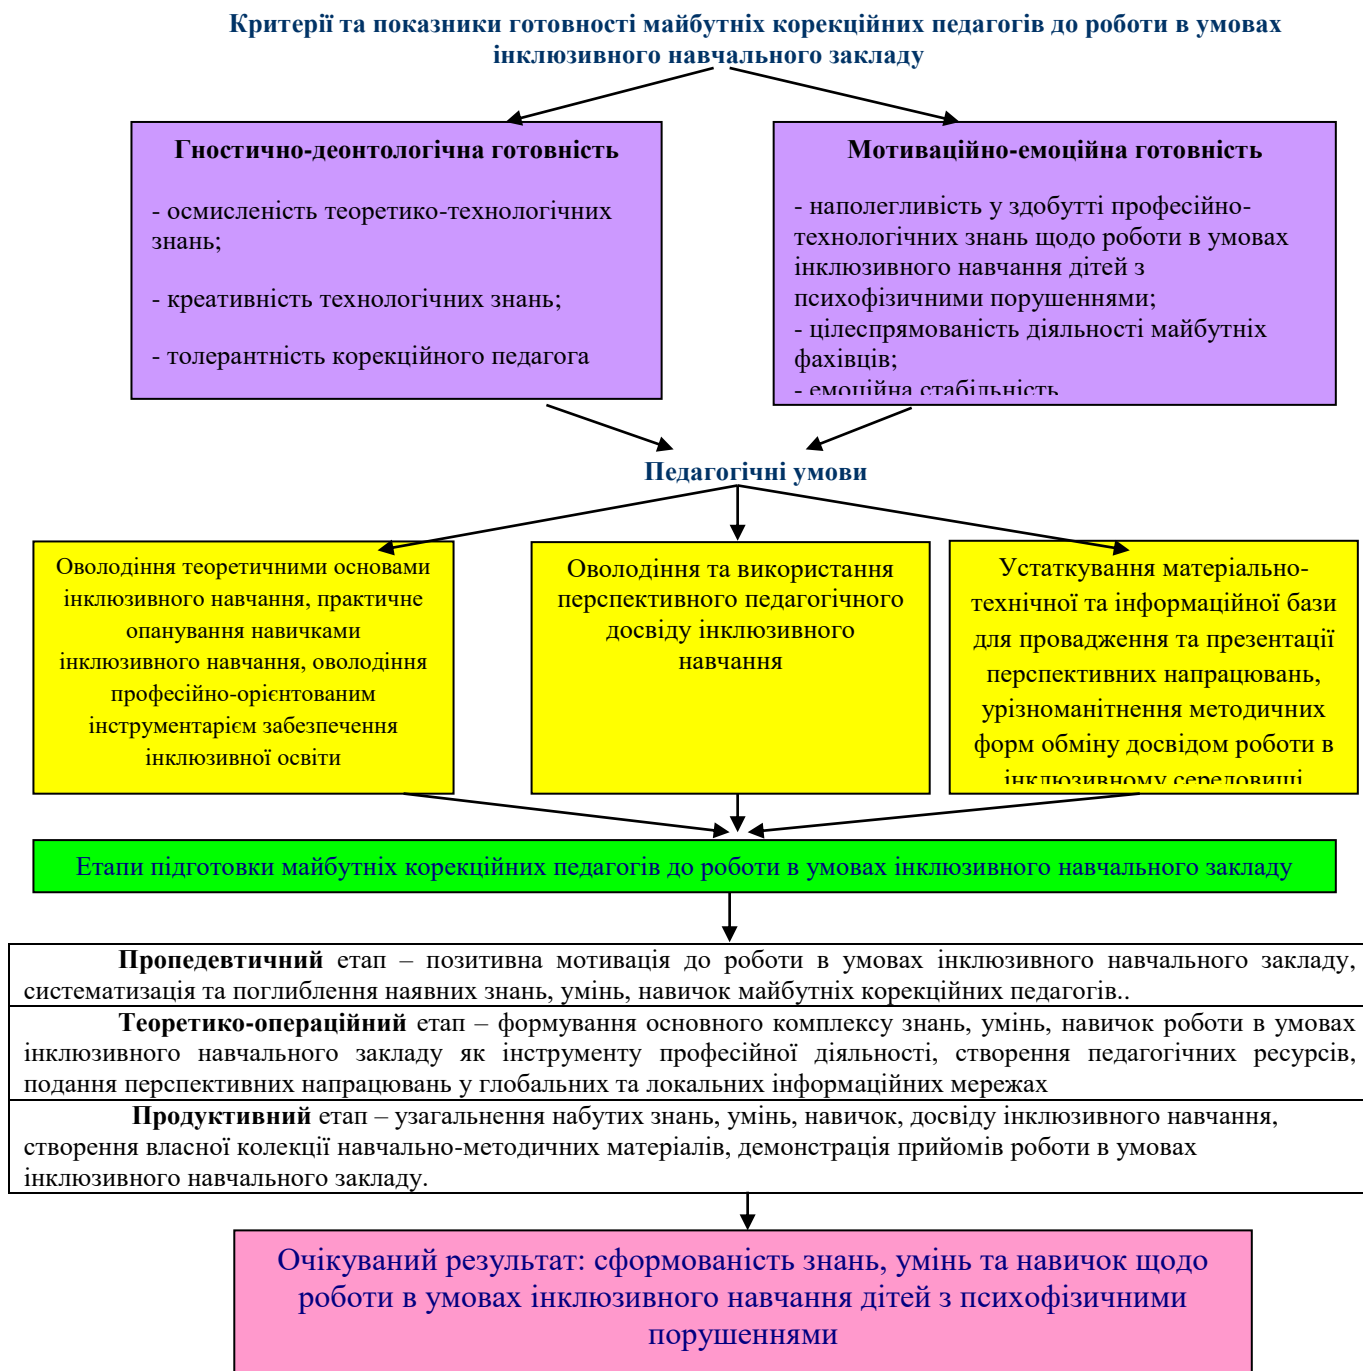 Критерії та показники готовності майбутніх корекційних педагогів до роботи в умовах
інклюзивного навчального закладу
Гностично-деонтологічна готовність
- осмисленість теоретико-технологічних
знань;
- креативність технологічних знань;
- толерантність корекційного педагога
Мотиваційно-емоційна готовність
- наполегливість у здобутті професійно-
технологічних знань щодо роботи в умовах
інклюзивного навчання дітей з
психофізичними порушеннями;
- цілеспрямованість діяльності майбутніх
фахівців;
- емоційна стабільність
Педагогічні умови
Оволодіння теоретичними основами
інклюзивного навчання, практичне
опанування навичками
інклюзивного навчання, оволодіння
професійно-орієнтованим
інструментарієм забезпечення
інклюзивної освіти
Оволодіння та використання
перспективного педагогічного
досвіду інклюзивного
навчання
Устаткування матеріально-
технічної та інформаційної бази
для провадження та презентації
перспективних напрацювань,
урізноманітнення методичних
форм обміну досвідом роботи в
інклюзивному середовищі
Етапи підготовки майбутніх корекційних педагогів до роботи в умовах інклюзивного навчального закладу
Пропедевтичний етап – позитивна мотивація до роботи в умовах інклюзивного навчального закладу,
систематизація та поглиблення наявних знань, умінь, навичок майбутніх корекційних педагогів..
Теоретико-операційний етап – формування основного комплексу знань, умінь, навичок роботи в умовах
інклюзивного навчального закладу як інструменту професійної діяльності, створення педагогічних ресурсів,
подання перспективних напрацювань у глобальних та локальних інформаційних мережах
Продуктивний етап – узагальнення набутих знань, умінь, навичок, досвіду інклюзивного навчання,
створення власної колекції навчально-методичних матеріалів, демонстрація прийомів роботи в умовах
інклюзивного навчального закладу.
Очікуваний результат: сформованість знань, умінь та навичок щодо
роботи в умовах інклюзивного навчання дітей з психофізичними
порушеннями